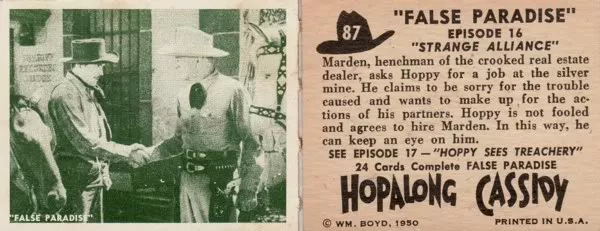 "FALSE PARADISE"
87
"FALSE PARADISE"
EPISODE 16
"STRANGE ALLIANCE"
Marden, henchman of the crooked real estate
dealer, asks Hoppy for a job at the silver
mine. He claims to be sorry for the trouble
caused and wants to make up for the ac-
tions of his partners. Hoppy is not fooled
and agrees to hire Marden. In this way, he
can keep an eye on him.
SEE EPISODE 17—"HOPPY SEES TREACHERY"
24 Cards Complete FALSE PARADISE
HOPALONG CASSIDY
© WM. BOYD, 1950
PRINTED IN U.S.A.